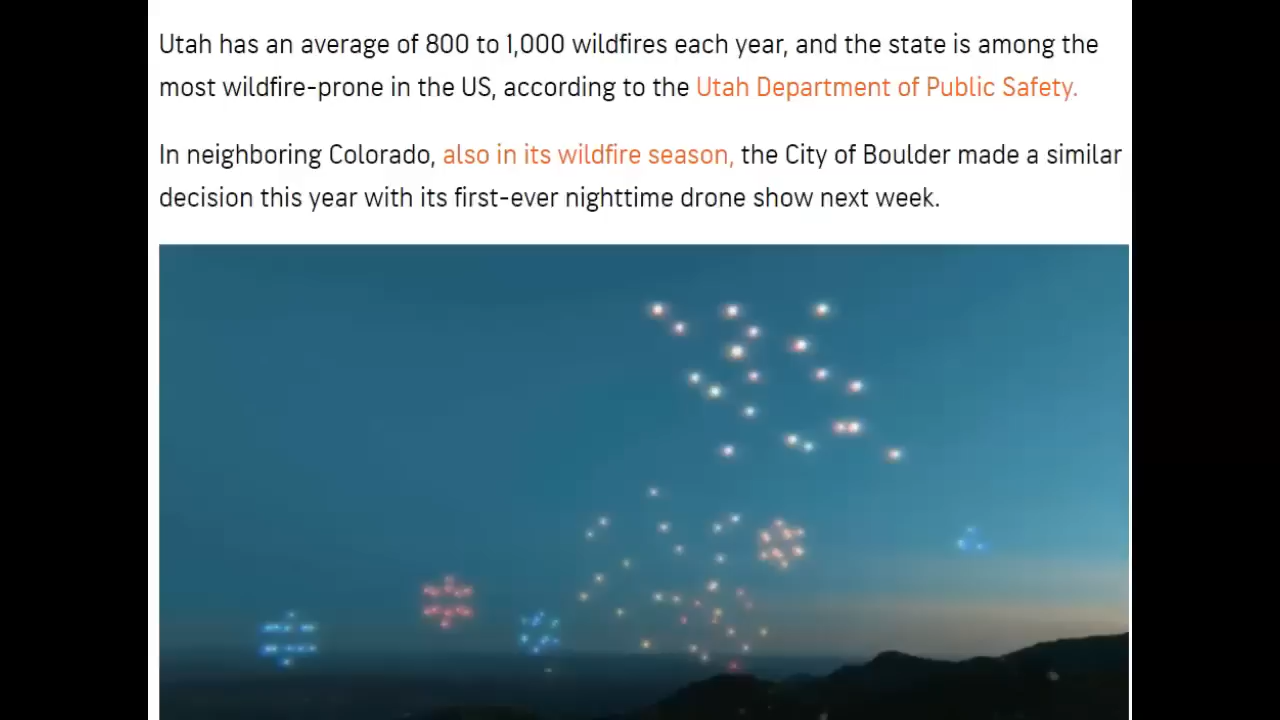 Utah has an average of 800 to 1,000 wildfires each year, and the state is among the
most wildfire-prone in the US, according to the Utah Department of Public Safety.
In neighboring Colorado, also in its wildfire season, the City of Boulder made a similar
decision this year with its first-ever nighttime drone show next week.